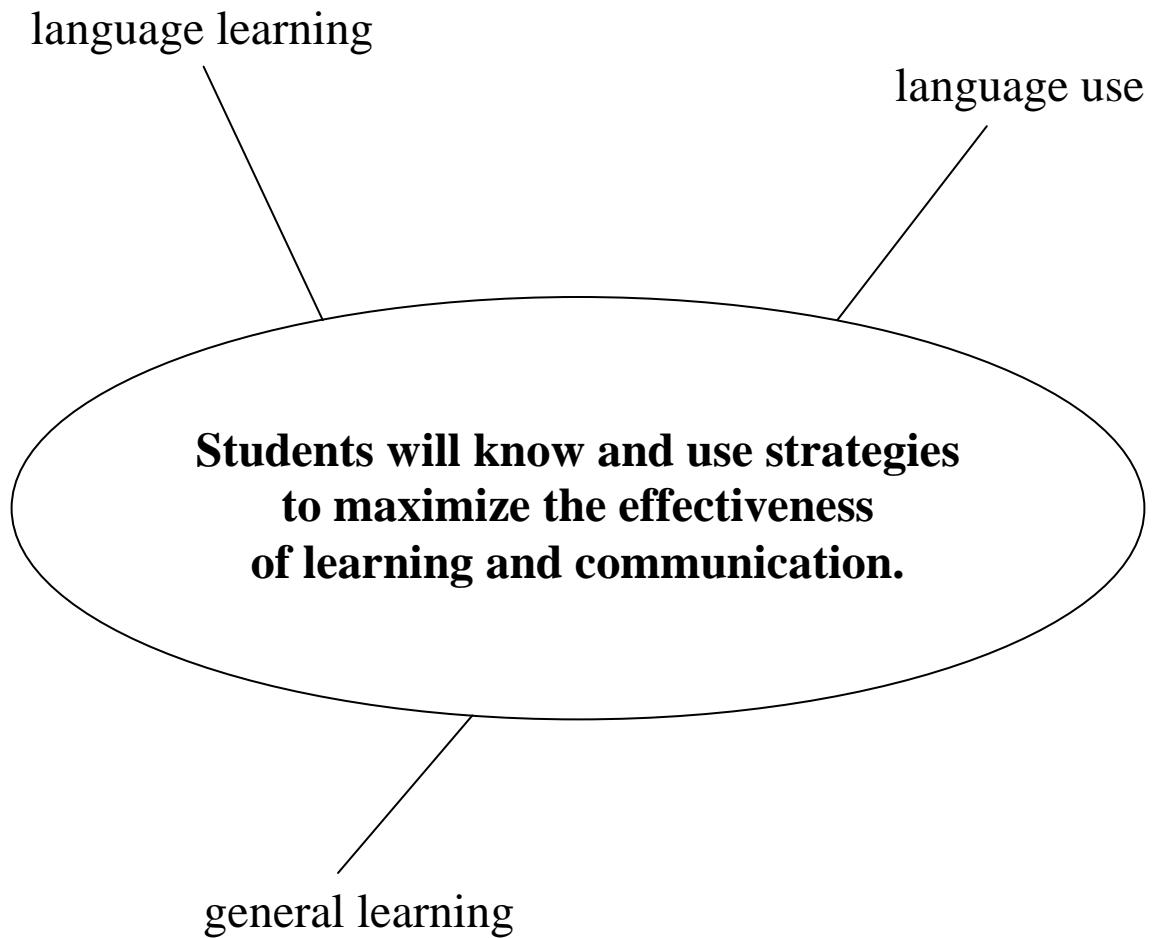 language learning
language use
Students will know and use strategies
to maximize the effectiveness
of learning and communication.
general learning